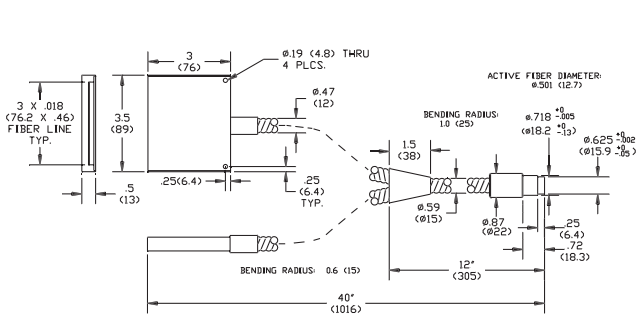 3
(76)
ø.19 (4.8) THRU
4 PLCS.
ACTIVE FIBER DIAMETER:
ø.501 (12.7)
ø.47
(12)
3 X .018
(76.2 X .46)
FIBER LINE
TYP.
3.5
(89)
BENDING RADIUS:
1.0 (25)
ø.718 +0 -.005
(ø18.2 +0 -.13)
ø.625 +0 -.002
(ø15.9 +0 -.05)
1.5
(38)
.5
(13)
.25(6.4)
.25
(6.4)
TYP.
ø.59
(ø15)
ø.87
(ø22)
.25
(6.4)
.72
(18.3)
BENDING RADIUS: 0.6 (15)
12"
(305)
40"
(1016)